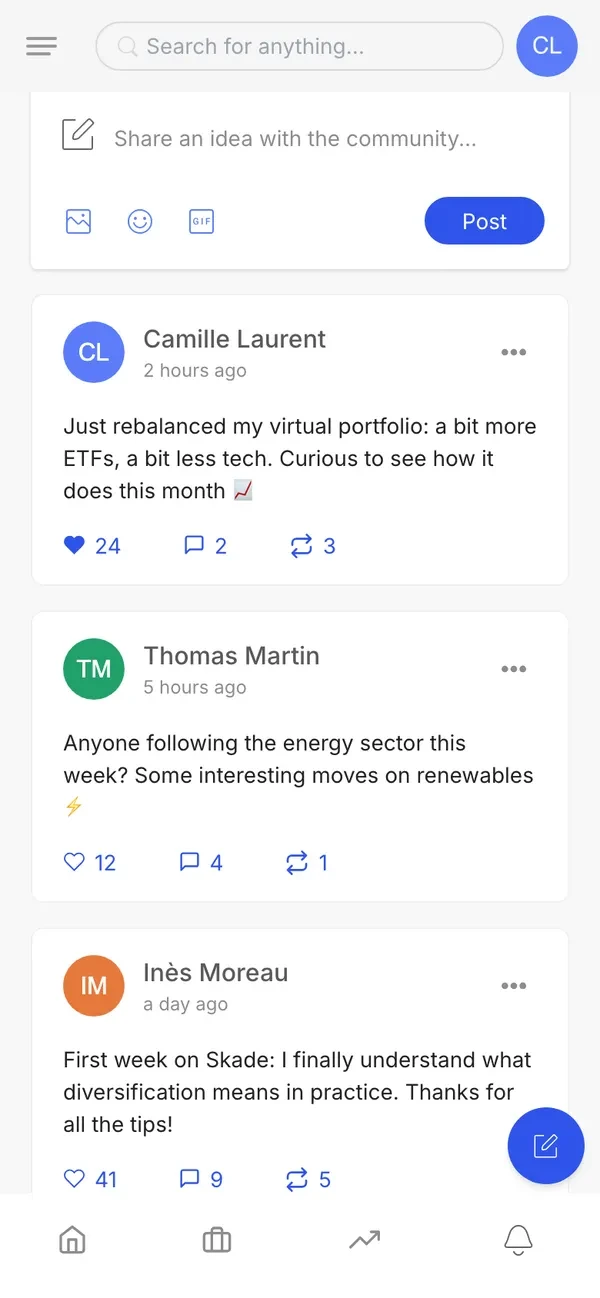 Search for anything...
CL
Share an idea with the community...
GIF
Post
CL
Camille Laurent
2 hours ago
Just rebalanced my virtual portfolio: a bit more
ETFs, a bit less tech. Curious to see how it
does this month 📈
24 2 3
TM
Thomas Martin
5 hours ago
Anyone following the energy sector this
week? Some interesting moves on renewables
⚡
12 4 1
IM
Inès Moreau
a day ago
First week on Skade: I finally understand what
diversification means in practice. Thanks for
all the tips!
41 9 5